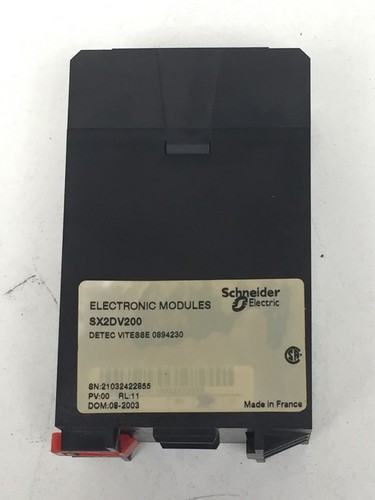 Schneider
Electric
ELECTRONIC MODULES
SX2DV200
DETEC VITESSE 0894230
SN:21032422855
PV:00 RL:11
DOM:08-2003
Made in France